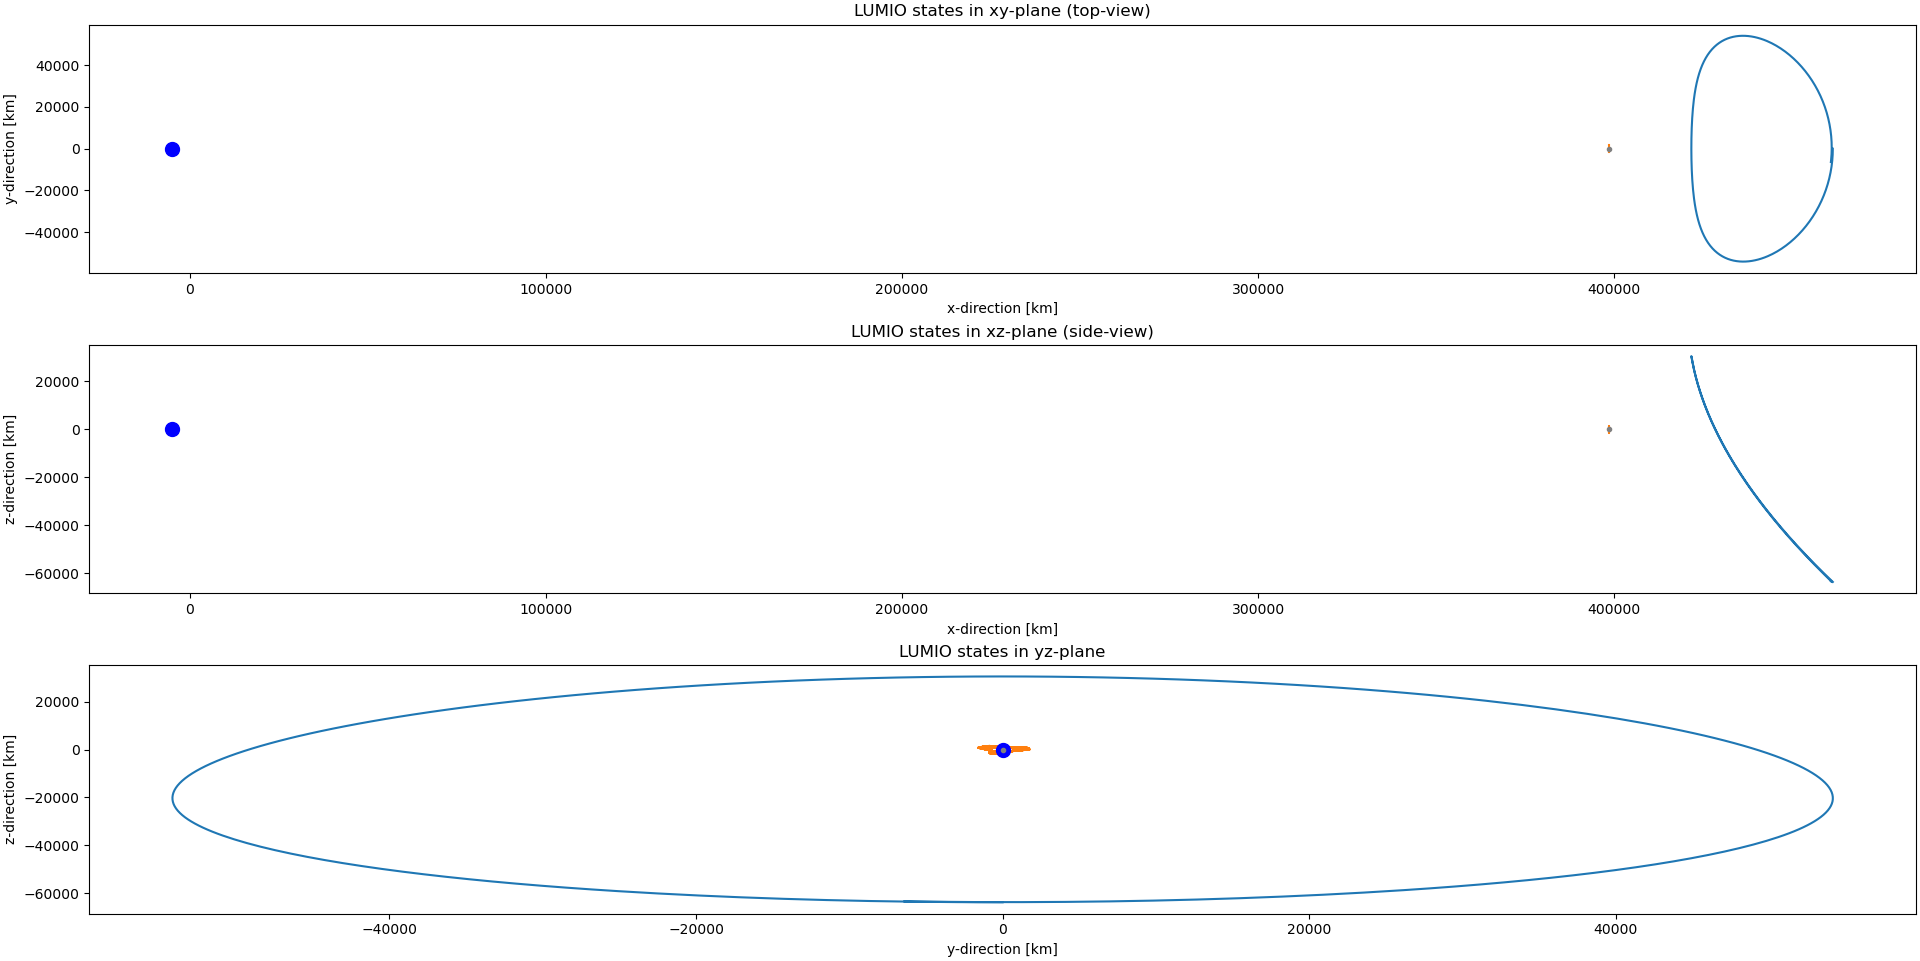 LUMIO states in xy-plane (top-view)
40000
20000
0
−20000
−40000
y-direction [km]
0 100000 200000 300000 400000
x-direction [km]
LUMIO states in xz-plane (side-view)
20000
0
−20000
−40000
−60000
z-direction [km]
0 100000 200000 300000 400000
x-direction [km]
LUMIO states in yz-plane
20000
0
−20000
−40000
−60000
z-direction [km]
−40000 −20000 0 20000 40000
y-direction [km]